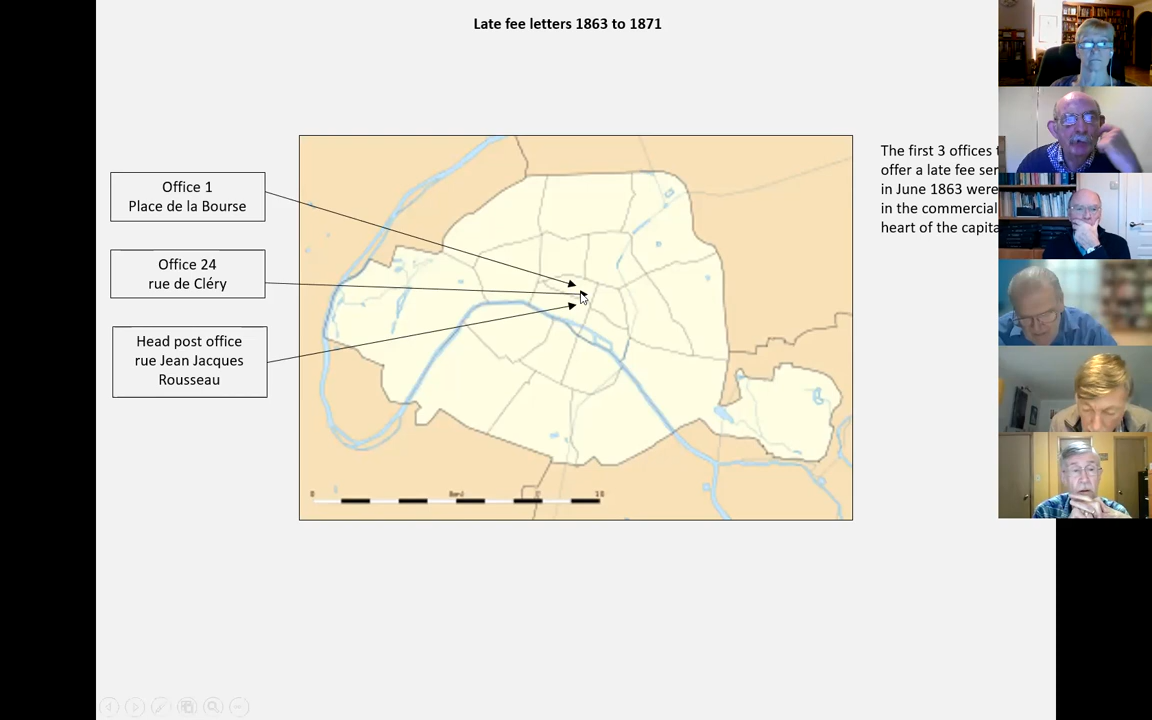 Late fee letters 1863 to 1871
Office 1
Place de la Bourse
Office 24
rue de Cléry
Head post office
rue Jean Jacques
Rousseau
The first 3 offices
offer a late fee
in June 1863 were
in the commercial
heart of the
0
10